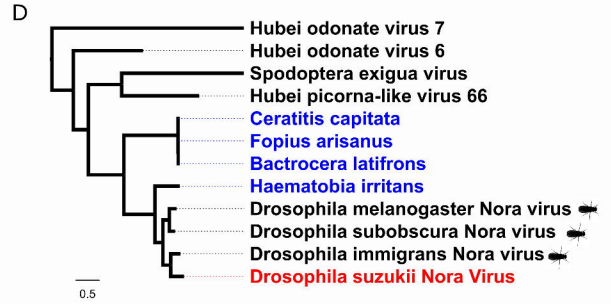 D
Hubei odonate virus 7
Hubei odonate virus 6
Spodoptera exigua virus
Hubei picorna-like virus 66
Ceratitis capitata
Fopius arisanus
Bactrocera latifrons
Haematobia irritans
Drosophila melanogaster Nora virus
Drosophila subobscura Nora virus
Drosophila immigrans Nora virus
Drosophila suzukii Nora Virus
0.5